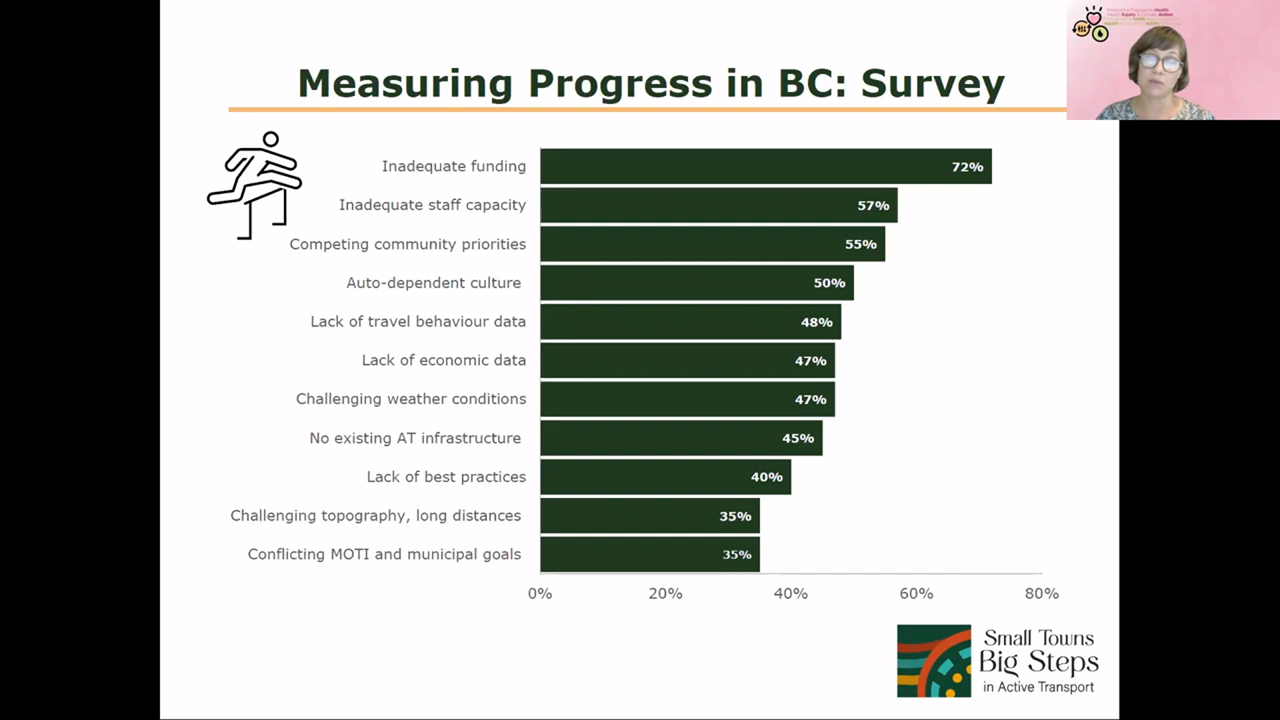 Measuring Progress in BC: Survey
Inadequate funding 72%
Inadequate staff capacity 57%
Competing community priorities 55%
Auto-dependent culture 50%
Lack of travel behaviour data 48%
Lack of economic data 47%
Challenging weather conditions 47%
No existing AT infrastructure 45%
Lack of best practices 40%
Challenging topography, long distances 35%
Conflicting MOTI and municipal goals 35%
0% 20% 40% 60% 80%
Small Towns
Big Steps
in Active Transport